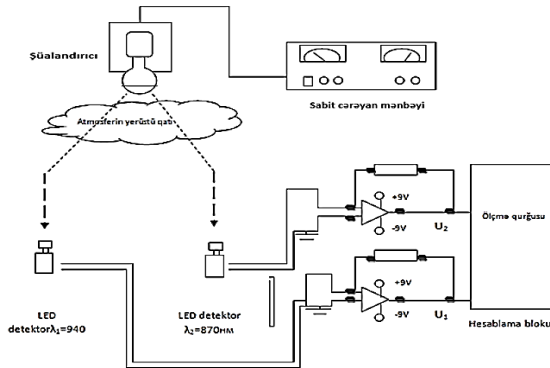 Şüalandırıcı
Sabit cərəyan mənbəyi
Atmosferin yerüstü qatı
+9V
-9V
U₂
Ölçmə qurğusu
+9V
-9V
U₁
LED
detektorλ₁=940
LED detektor
λ₂=870нм
Hesablama bloku